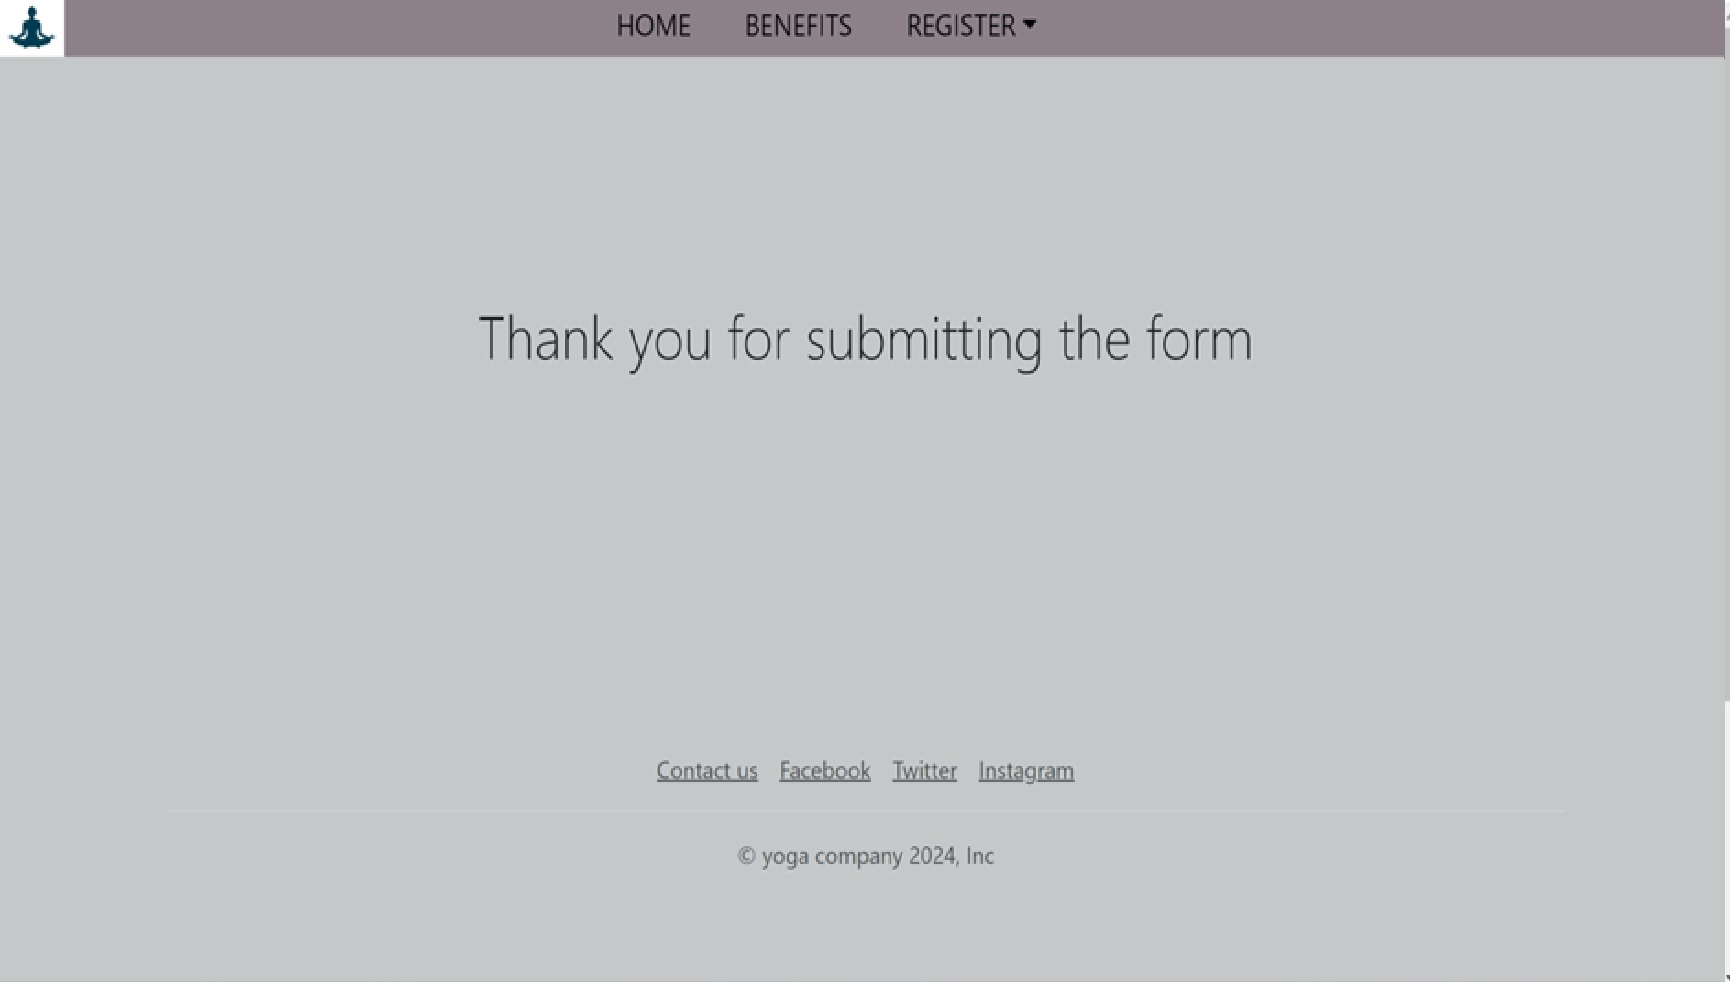 HOME BENEFITS REGISTER
Thank you for submitting the form
Contact us Facebook Twitter Instagram
© yoga company 2024, Inc